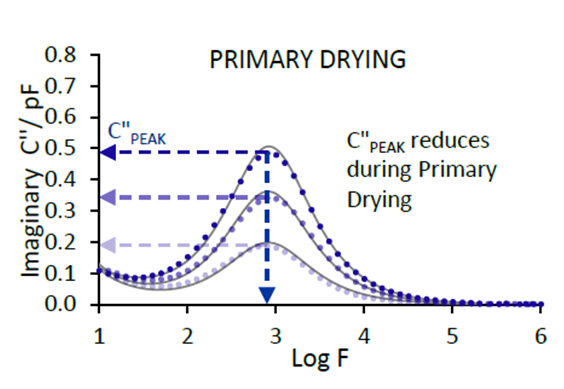 PRIMARY DRYING
Imaginary C"/ pF
0.8
0.7
0.6
0.5
0.4
0.3
0.2
0.1
0.0
C"PEAK
C"PEAK reduces
during Primary
Drying
1 2 3 4 5 6
Log F